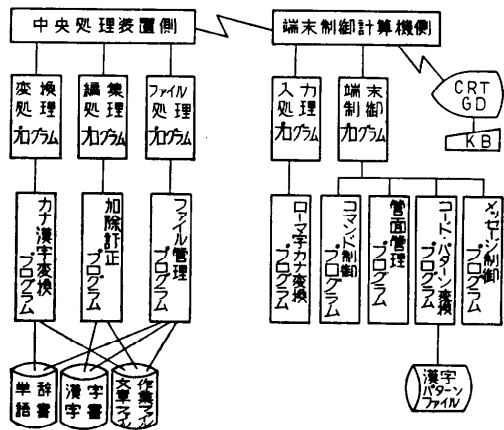 中央処理装置側
端末制御計算機側
変換
処理
プログラム
編集
処理
プログラム
ファイル
処理
プログラム
入力
処理
プログラム
端末
制御
プログラム
CRT
GD
KB
カナ漢字変換
プログラム
加除訂正
プログラム
ファイル管理
プログラム
ローマ字カナ変換
プログラム
コマンド制御
プログラム
管面管理
プログラム
コード・パターン変換
プログラム
メッセージ制御
プログラム
単語
辞書
漢字
辞書
文章ファイル
作業ファイル
漢字
パターン
ファイル